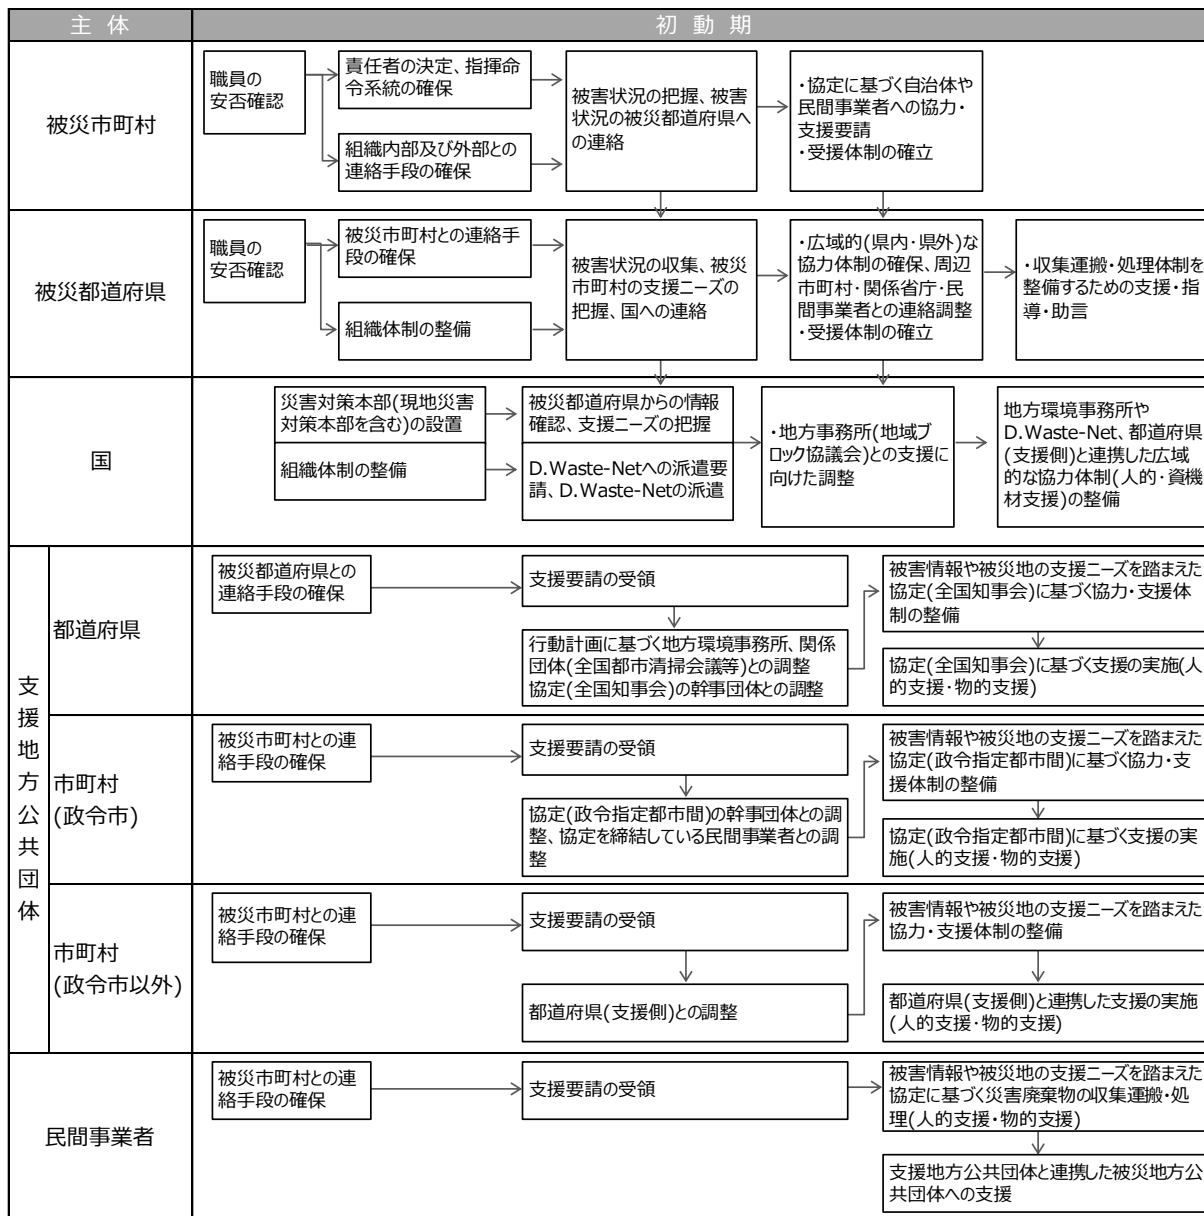 主 体
初 動 期
被災市町村
職員の
安否確認
責任者の決定、指揮命
令系統の確保
組織内部及び外部との
連絡手段の確保
被害状況の把握、被害
状況の被災都道府県へ
の連絡
・協定に基づく自治体や
民間事業者への協力・
支援要請
・受援体制の確立
被災都道府県
職員の
安否確認
被災市町村との連絡手
段の確保
組織体制の整備
被害状況の収集、被災
市町村の支援ニーズの
把握、国への連絡
・広域的(県内・県外)な
協力体制の確保、周辺
市町村・関係省庁・民
間事業者との連絡調整
・受援体制の確立
・収集運搬・処理体制を
整備するための支援・指
導・助言
国
災害対策本部(現地災害
対策本部を含む)の設置
組織体制の整備
被災都道府県からの情報
確認、支援ニーズの把握
D.Waste-Netへの派遣要
請、D.Waste-Netの派遣
・地方事務所(地域ブ
ロック協議会)との支援に
向けた調整
地方環境事務所や
D.Waste-Net、都道府県
(支援側)と連携した広域
的な協力体制(人的・資機
材支援)の整備
支援地方公共団体
都道府県
被災都道府県との
連絡手段の確保
支援要請の受領
行動計画に基づく地方環境事務所、関係
団体(全国都市清掃会議等)との調整
協定(全国知事会)の幹事団体との調整
被害情報や被災地の支援ニーズを踏まえた
協定(全国知事会)に基づく協力・支援体
制の整備
協定(全国知事会)に基づく支援の実施(人
的支援・物的支援)
市町村
(政令市)
被災市町村との連
絡手段の確保
支援要請の受領
協定(政令指定都市間)の幹事団体との調
整、協定を締結している民間事業者との調
整
被害情報や被災地の支援ニーズを踏まえた
協定(政令指定都市間)に基づく協力・支
援体制の整備
協定(政令指定都市間)に基づく支援の実
施(人的支援・物的支援)
市町村
(政令市以外)
被災市町村との連
絡手段の確保
支援要請の受領
都道府県(支援側)との調整
被害情報や被災地の支援ニーズを踏まえた
協力・支援体制の整備
都道府県(支援側)と連携した支援の実施
(人的支援・物的支援)
民間事業者
被災市町村との連
絡手段の確保
支援要請の受領
被害情報や被災地の支援ニーズを踏まえた
協定に基づく災害廃棄物の収集運搬・処
理(人的支援・物的支援)
支援地方公共団体と連携した被災地方公
共団体への支援